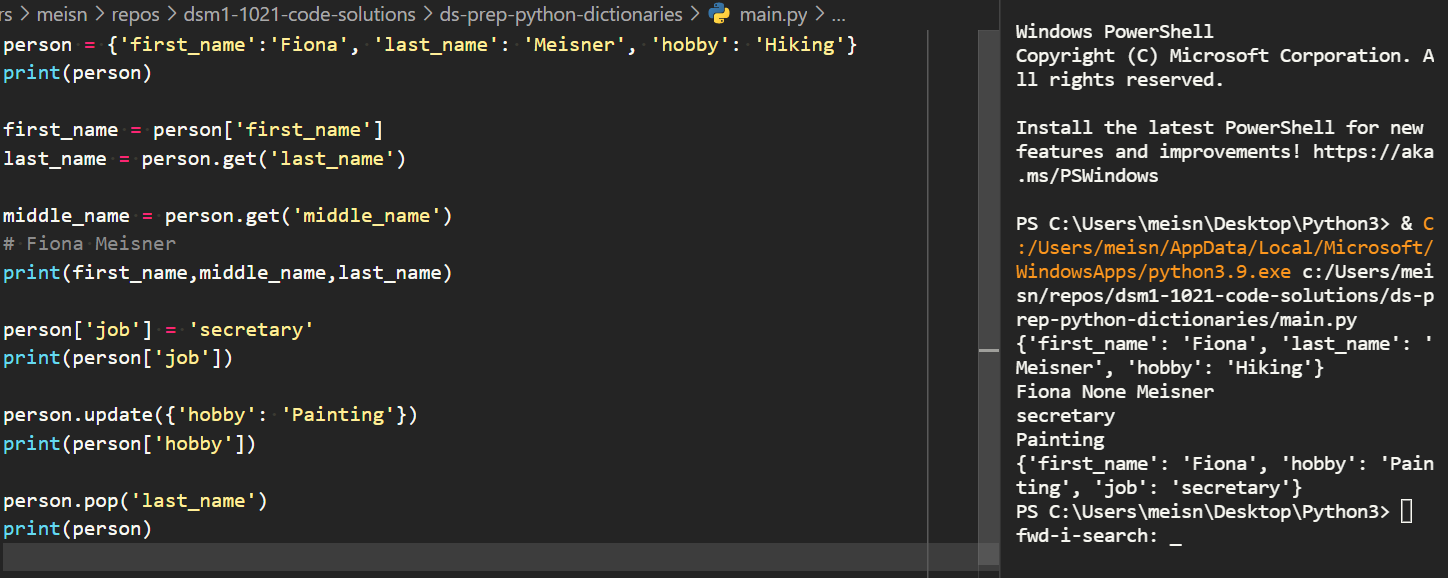 rs > meisn > repos > dsm1-1021-code-solutions > ds-prep-python-dictionaries > main.py > ...
person = {'first_name':'Fiona', 'last_name': 'Meisner', 'hobby': 'Hiking'}
print(person)
first_name = person['first_name']
last_name = person.get('last_name')
middle_name = person.get('middle_name')
# Fiona Meisner
print(first_name,middle_name,last_name)
person['job'] = 'secretary'
print(person['job'])
person.update({'hobby': 'Painting'})
print(person['hobby'])
person.pop('last_name')
print(person)
Windows PowerShell
Copyright (C) Microsoft Corporation. A
ll rights reserved.
Install the latest PowerShell for new
features and improvements! https://aka
.ms/PSWindows
PS C:\Users\meisn\Desktop\Python3> & C
:/Users/meisn/AppData/Local/Microsoft/
WindowsApps/python3.9.exe c:/Users/mei
sn/repos/dsm1-1021-code-solutions/ds-p
rep-python-dictionaries/main.py
{'first_name': 'Fiona', 'last_name': '
Meisner', 'hobby': 'Hiking'}
Fiona None Meisner
secretary
Painting
{'first_name': 'Fiona', 'hobby': 'Pain
ting', 'job': 'secretary'}
PS C:\Users\meisn\Desktop\Python3>
fwd-i-search: _